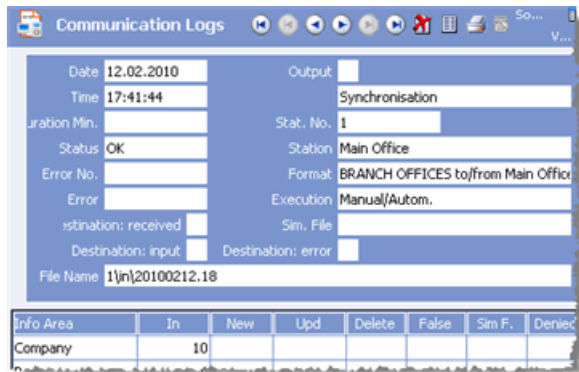 Communication Logs
So...
V...
Date 12.02.2010 Output
Time 17:41:44 Synchronisation
uration Min. Stat. No. 1
Status OK Station Main Office
Error No. Format BRANCH OFFICES to/from Main Office
Error Execution Manual/Autom.
estination: received Sim. File
Destination: input Destination: error
File Name 1\in\20100212.18
Info Area In New Upd Delete False Sim F. Denied
Company 10